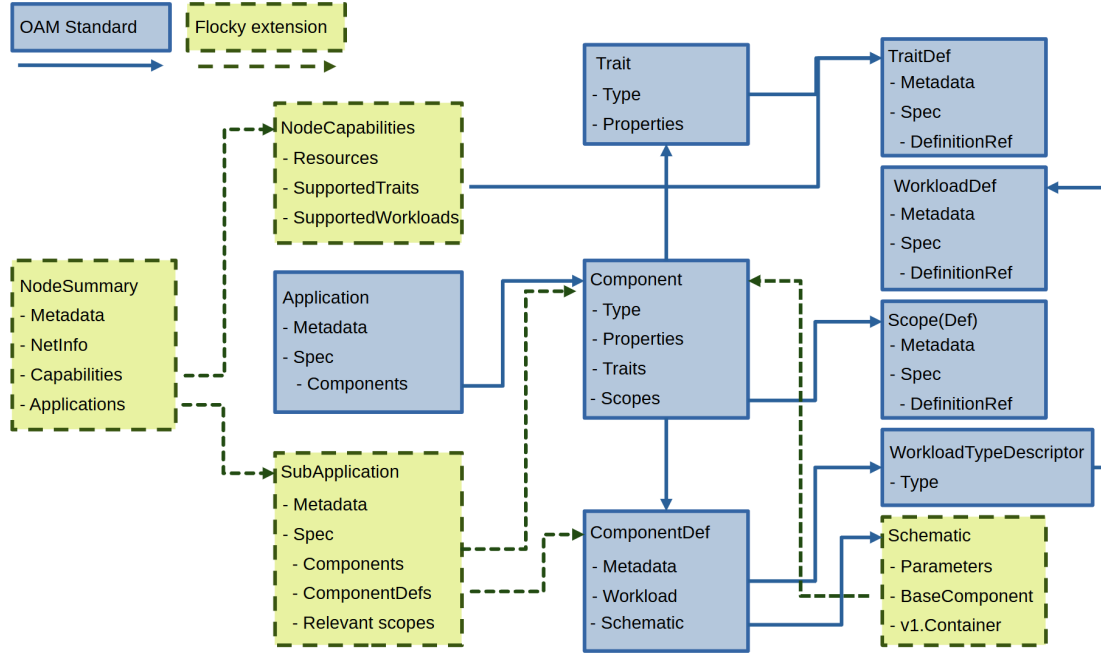 OAM Standard
Flocky extension
NodeSummary
- Metadata
- NetInfo
- Capabilities
- Applications
NodeCapabilities
- Resources
- SupportedTraits
- SupportedWorkloads
Application
- Metadata
- Spec
- Components
SubApplication
- Metadata
- Spec
- Components
- ComponentDefs
- Relevant scopes
Trait
- Type
- Properties
Component
- Type
- Properties
- Traits
- Scopes
ComponentDef
- Metadata
- Workload
- Schematic
TraitDef
- Metadata
- Spec
- DefinitionRef
WorkloadDef
- Metadata
- Spec
- DefinitionRef
Scope(Def)
- Metadata
- Spec
- DefinitionRef
WorkloadTypeDescriptor
- Type
Schematic
- Parameters
- BaseComponent
- v1.Container